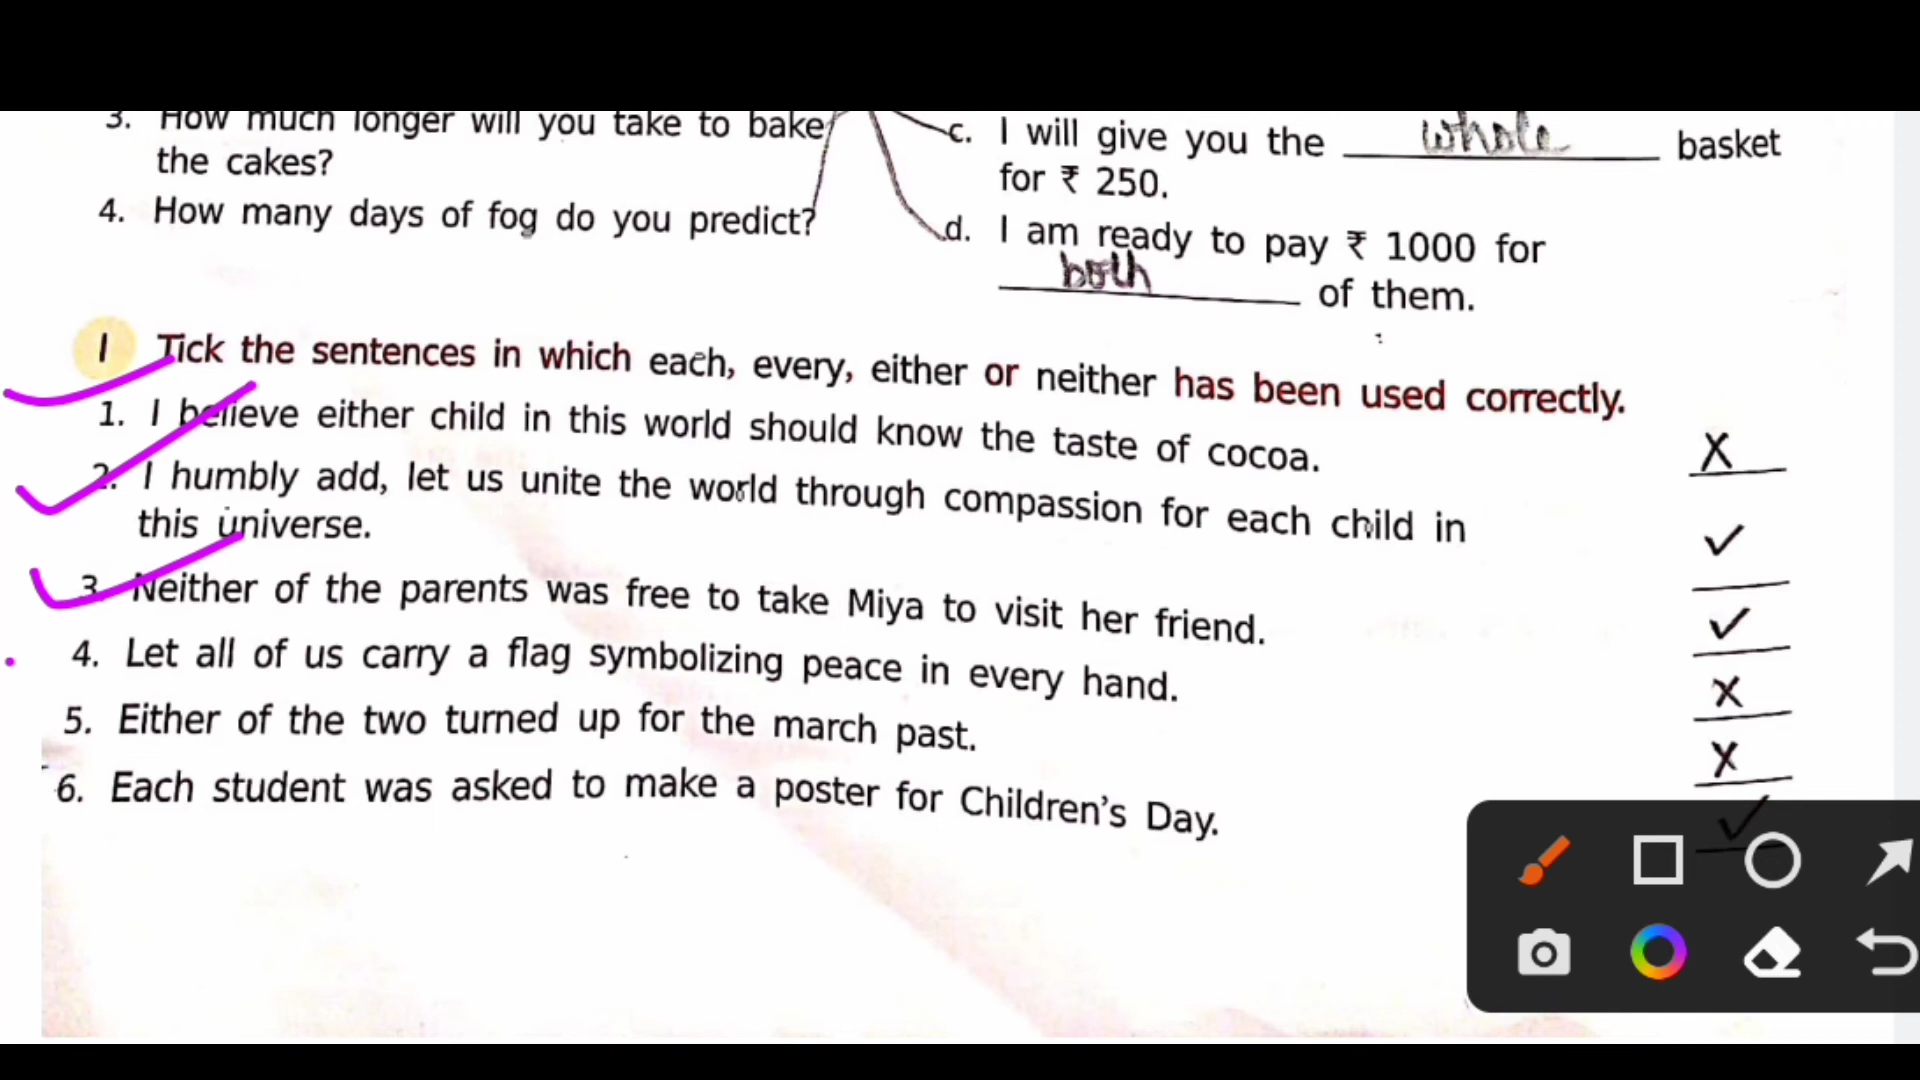 3. How much longer will you take to bake
the cakes?
4. How many days of fog do you predict?
c. I will give you the whole basket
for ₹ 250.
d. I am ready to pay ₹ 1000 for
both of them.
I Tick the sentences in which each, every, either or neither has been used correctly.
1. I believe either child in this world should know the taste of cocoa. X
2. I humbly add, let us unite the world through compassion for each child in
this universe. ✓
3. Neither of the parents was free to take Miya to visit her friend. ✓
4. Let all of us carry a flag symbolizing peace in every hand. X
5. Either of the two turned up for the march past. X
6. Each student was asked to make a poster for Children's Day. ✓